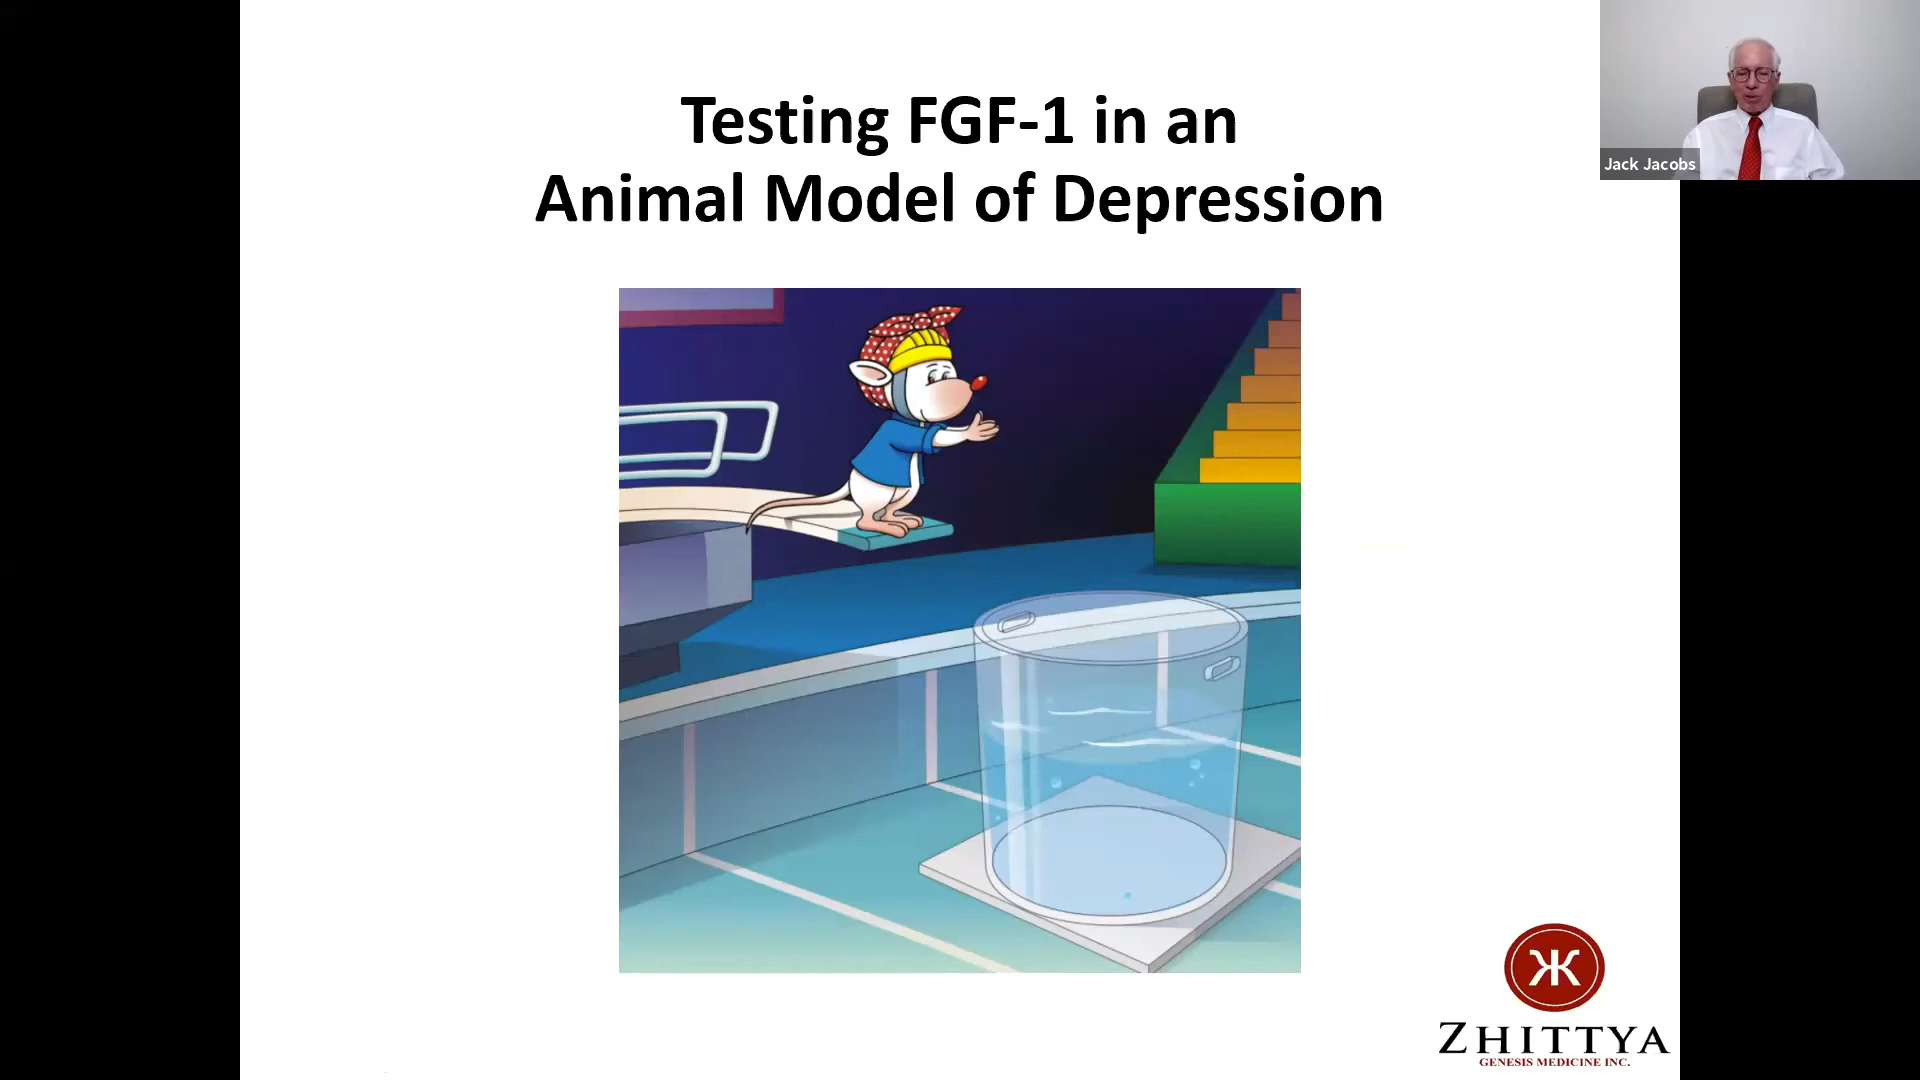 Testing FGF-1 in an
Animal Model of Depression
Jack Jacobs
Ж
ZHITTYA
GENESIS MEDICINE INC.